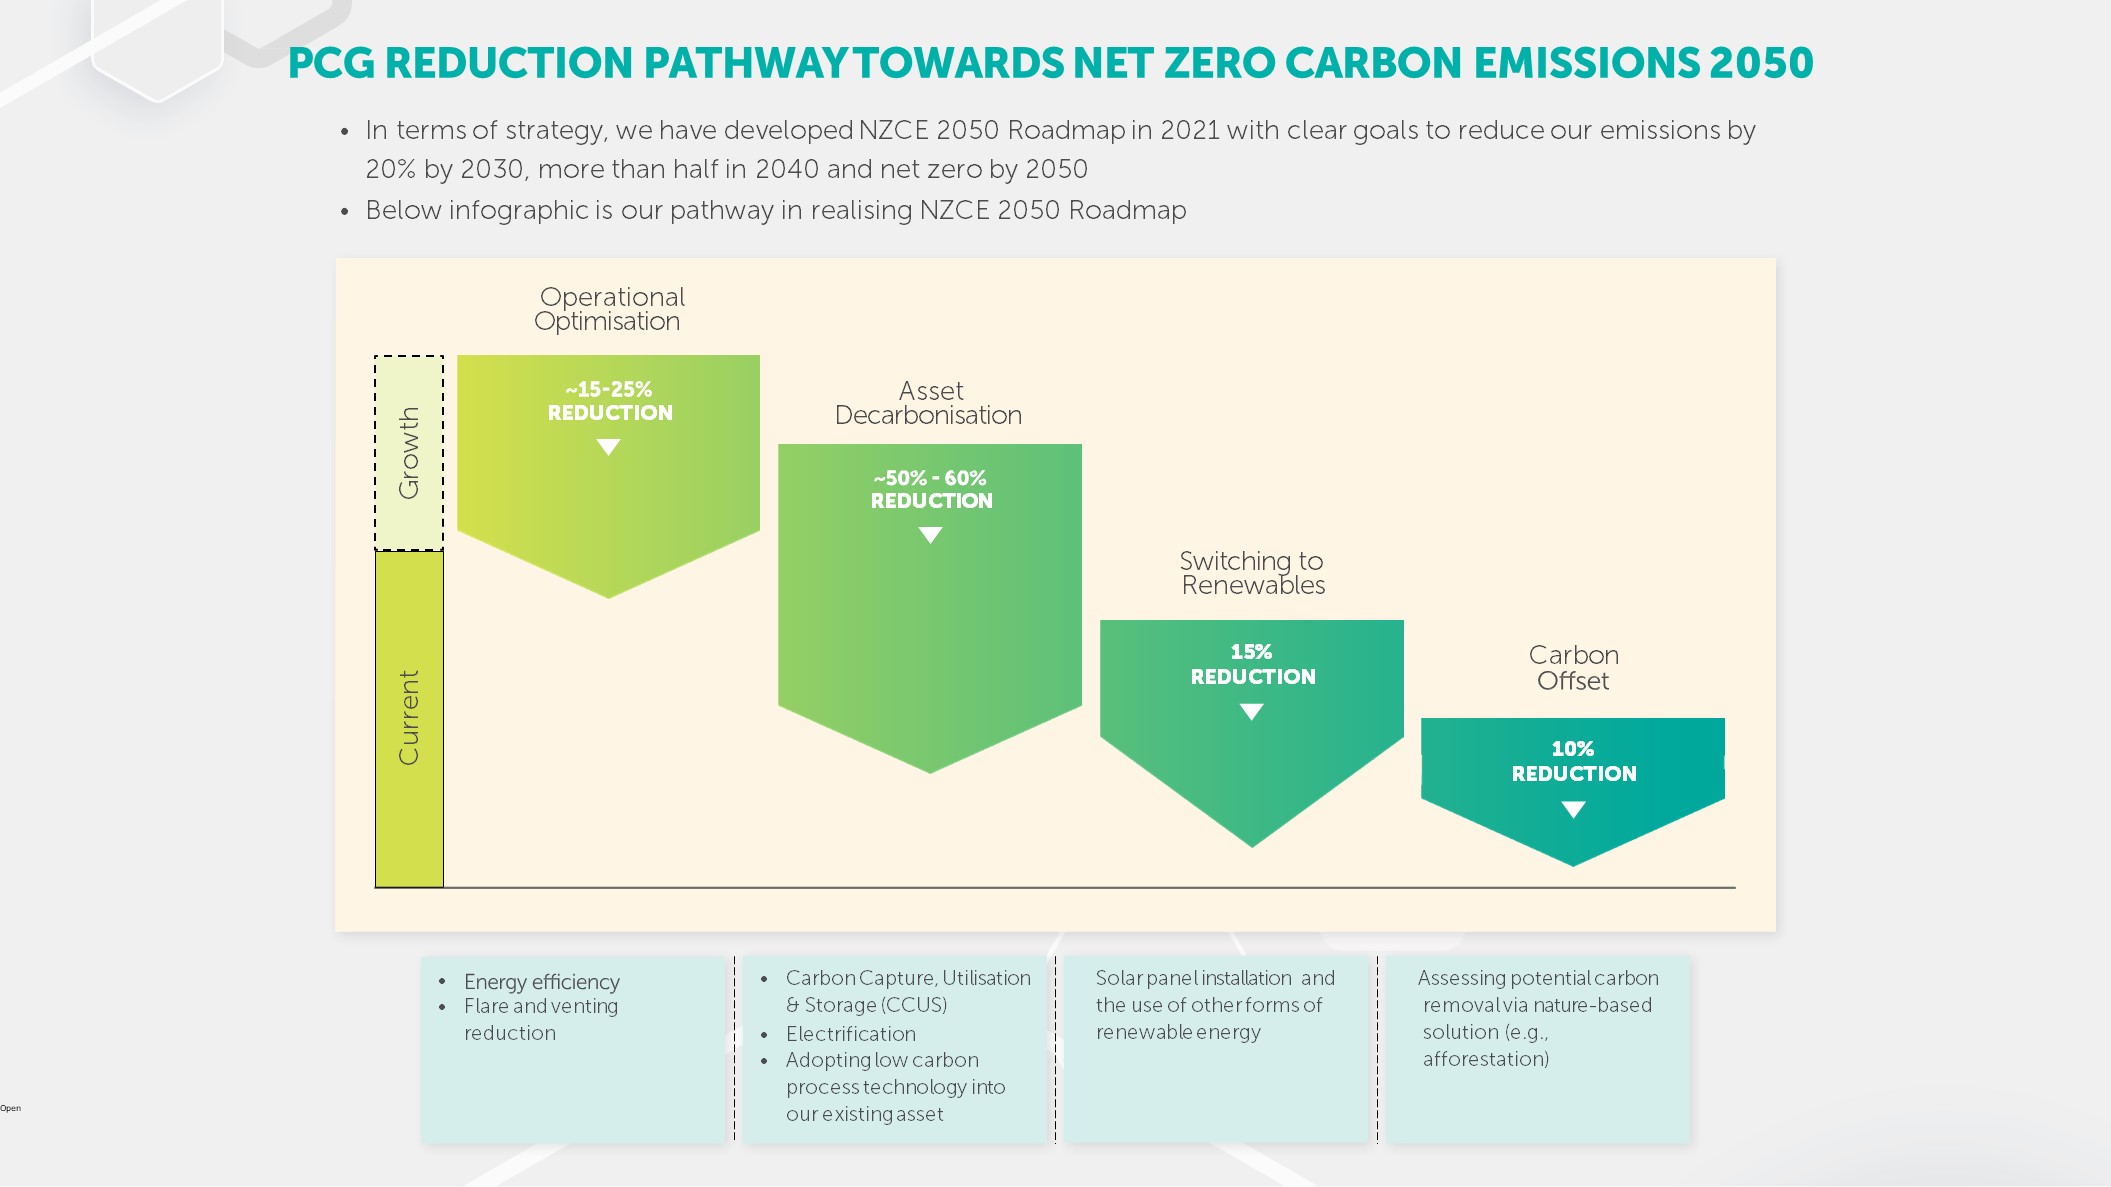 PCG REDUCTION PATHWAY TOWARDS NET ZERO CARBON EMISSIONS 2050
• In terms of strategy, we have developed NZCE 2050 Roadmap in 2021 with clear goals to reduce our emissions by
20% by 2030, more than half in 2040 and net zero by 2050
• Below infographic is our pathway in realising NZCE 2050 Roadmap
Operational
Optimisation
~15-25%
REDUCTION
Asset
Decarbonisation
~50% - 60%
REDUCTION
Switching to
Renewables
15%
REDUCTION
Carbon
Offset
10%
REDUCTION
Growth
Current
• Energy efficiency
• Flare and venting
reduction
• Carbon Capture, Utilisation
& Storage (CCUS)
• Electrification
• Adopting low carbon
process technology into
our existing asset
Solar panel installation and
the use of other forms of
renewable energy
Assessing potential carbon
removal via nature-based
solution (e.g.,
afforestation)
Open